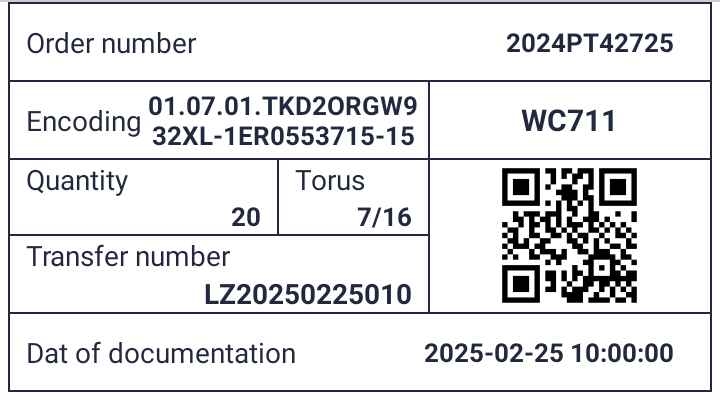 Order number 2024PT42725
Encoding 01.07.01.TKD2ORGW9
32XL-1ER0553715-15
WC711
Quantity
20
Torus
7/16
Transfer number
LZ20250225010
Dat of documentation 2025-02-25 10:00:00